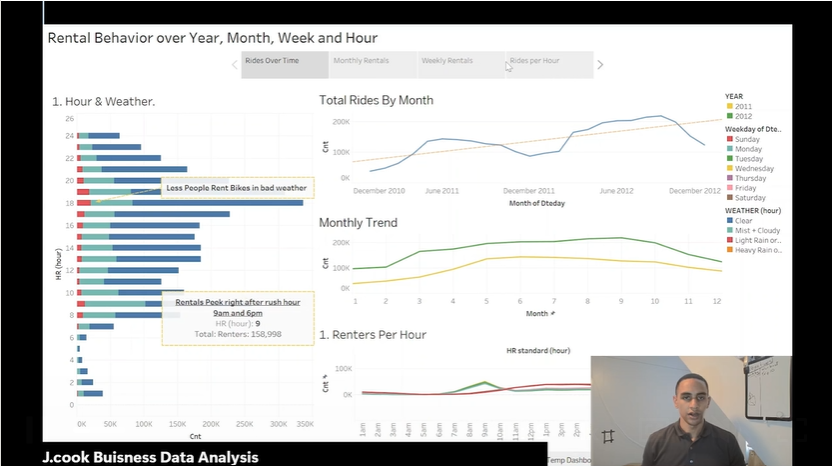 Rental Behavior over Year, Month, Week and Hour
Rides Over Time
Monthly Rentals
Weekly Rentals
Rides per Hour
1. Hour & Weather.
26
24
22
20
18
16
14
12
10
8
6
4
2
0
HR (hour)
0K 50K 100K 150K 200K 250K 300K 350K
Cnt
Less People Rent Bikes in bad weather
Rentals Peek right after rush hour
9am and 6pm
HR (hour): 9
Total: Renters: 158,998
Total Rides By Month
200K
100K
0K
Cnt
December 2010 June 2011 December 2011 June 2012 December 2012
Month of Dteday
Monthly Trend
200K
100K
0K
Cnt
1 2 3 4 5 6 7 8 9 10 11 12
Month
1. Renters Per Hour
HR standard (hour)
100K
0K
Cnt
1am 2am 3am 4am 5am 6am 7am 8am 9am 10am 11am 12pm 1pm 2pm
YEAR
2011
2012
Weekday of Dte..
Sunday
Monday
Tuesday
Wednesday
Thursday
Friday
Saturday
WEATHER (hour)
Clear
Mist + Cloudy
Light Rain or..
Heavy Rain o..
Temp Dashbo
J.cook Buisness Data Analysis